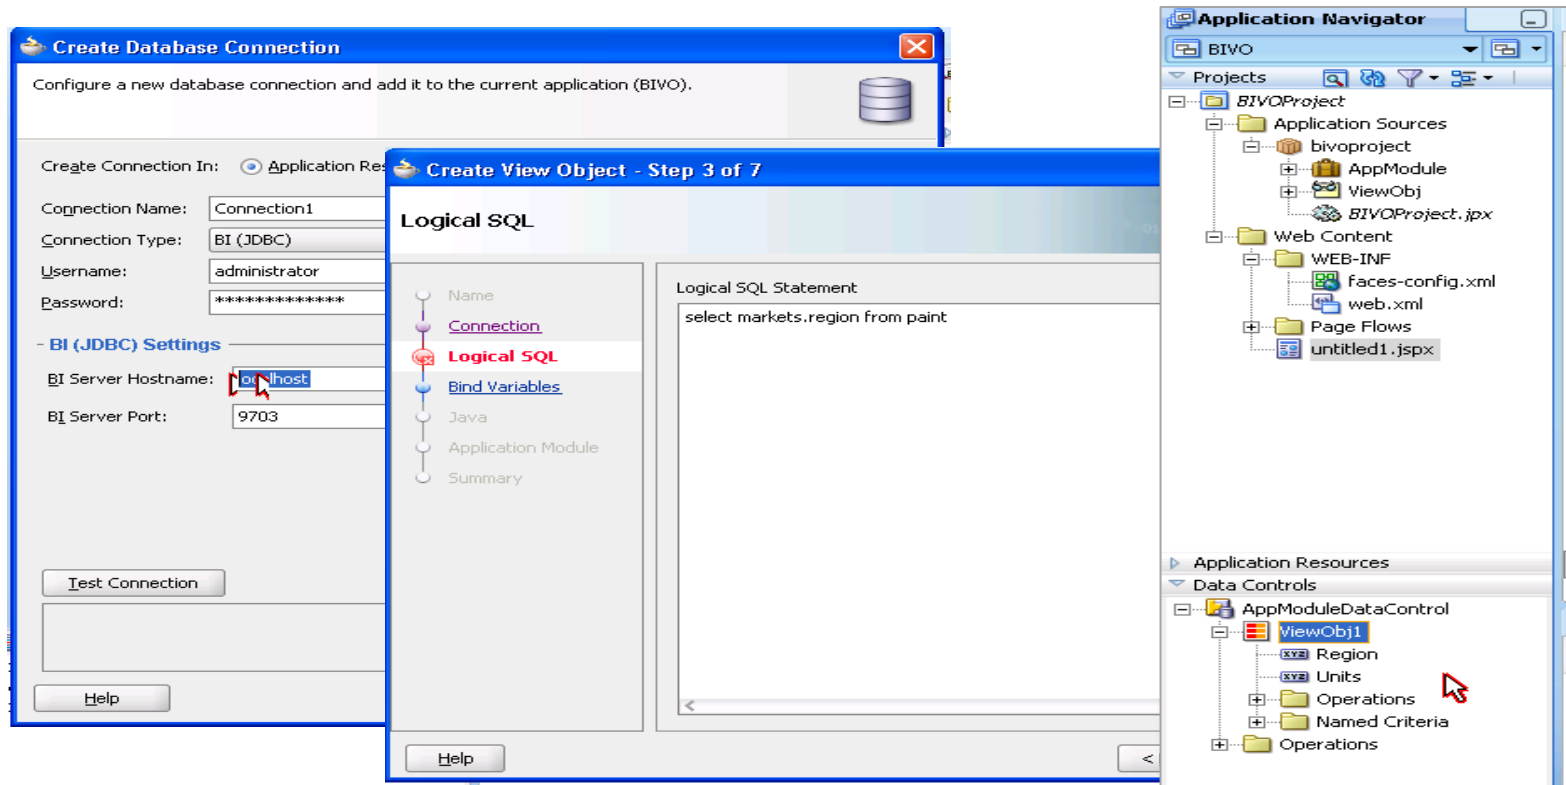 Create Database Connection
Configure a new database connection and add it to the current application (BIVO).
Create Connection In: Application Res
Connection Name: Connection1
Connection Type: BI (JDBC)
Username: administrator
Password: *************
BI (JDBC) Settings
BI Server Hostname: localhost
BI Server Port: 9703
Test Connection
Help
Create View Object - Step 3 of 7
Logical SQL
Name
Connection
Logical SQL
Bind Variables
Java
Application Module
Summary
Logical SQL Statement
select markets.region from paint
Help
<
Application Navigator
BIVO
Projects
BIVOProject
Application Sources
bivoproject
AppModule
ViewObj
BIVOProject.jpx
Web Content
WEB-INF
faces-config.xml
web.xml
Page Flows
untitled1.jspx
Application Resources
Data Controls
AppModuleDataControl
ViewObj1
XYZ Region
XYZ Units
Operations
Named Criteria
Operations